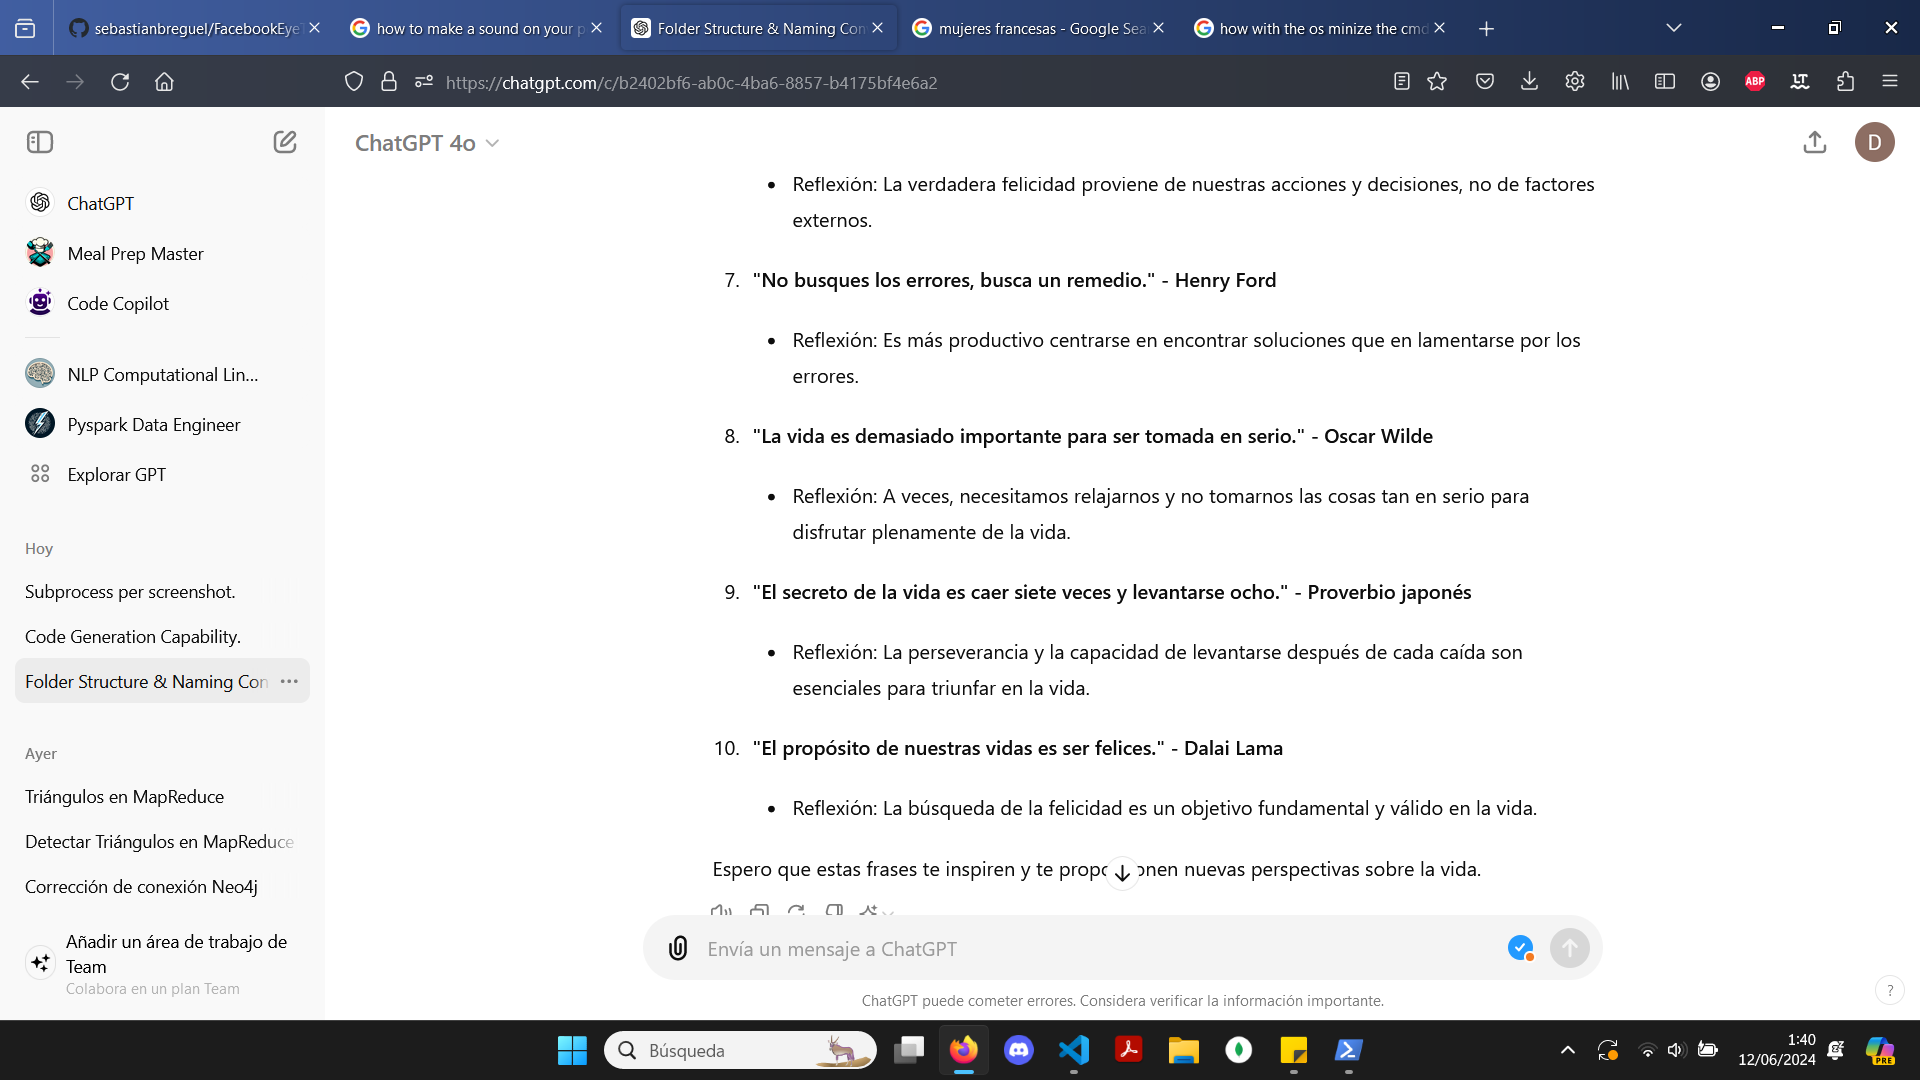 sebastianbreguel/FacebookEyeT
how to make a sound on your p
Folder Structure & Naming Con
mujeres francesas - Google Sea
how with the os minize the cmd
https://chatgpt.com/c/b2402bf6-ab0c-4ba6-8857-b4175bf4e6a2
ABP
LT
ChatGPT
Meal Prep Master
Code Copilot
NLP Computational Lin...
Pyspark Data Engineer
Explorar GPT
Hoy
Subprocess per screenshot.
Code Generation Capability.
Folder Structure & Naming Con
Ayer
Triángulos en MapReduce
Detectar Triángulos en MapReduce
Corrección de conexión Neo4j
Añadir un área de trabajo de
Team
Colabora en un plan Team
ChatGPT 4o
D
• Reflexión: La verdadera felicidad proviene de nuestras acciones y decisiones, no de factores
externos.
7. "No busques los errores, busca un remedio." - Henry Ford
• Reflexión: Es más productivo centrarse en encontrar soluciones que en lamentarse por los
errores.
8. "La vida es demasiado importante para ser tomada en serio." - Oscar Wilde
• Reflexión: A veces, necesitamos relajarnos y no tomarnos las cosas tan en serio para
disfrutar plenamente de la vida.
9. "El secreto de la vida es caer siete veces y levantarse ocho." - Proverbio japonés
• Reflexión: La perseverancia y la capacidad de levantarse después de cada caída son
esenciales para triunfar en la vida.
10. "El propósito de nuestras vidas es ser felices." - Dalai Lama
• Reflexión: La búsqueda de la felicidad es un objetivo fundamental y válido en la vida.
Espero que estas frases te inspiren y te propo onen nuevas perspectivas sobre la vida.
Envía un mensaje a ChatGPT
ChatGPT puede cometer errores. Considera verificar la información importante.
?
Búsqueda
1:40
12/06/2024
PRE